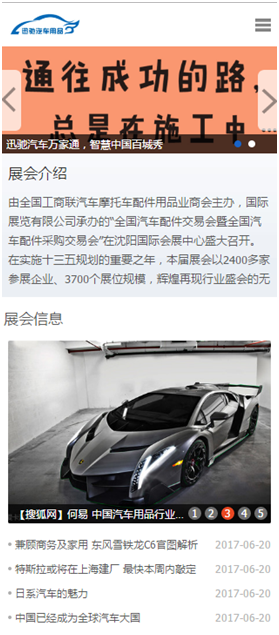 迅驰汽车用品
通往成功的路，
总是在施工中…
迅驰汽车万家通，智慧中国百城秀
展会介绍
由全国工商联汽车摩托车配件用品业商会主办，国际
展览有限公司承办的“全国汽车配件交易会暨全国汽
车配件采购交易会”在沈阳国际会展中心盛大召开。
在实施十三五规划的重要之年，本届展会以2400多家
参展企业、3700个展位规模，辉煌再现行业盛会的无
展会信息
【搜狐网】何易 中国汽车用品行业... 1 2 3 4 5
兼顾商务及家用 东风雪铁龙C6官图解析 2017-06-20
特斯拉或将在上海建厂 最快本周内敲定 2017-06-20
日系汽车的魅力 2017-06-20
中国已经成为全球汽车大国 2017-06-20